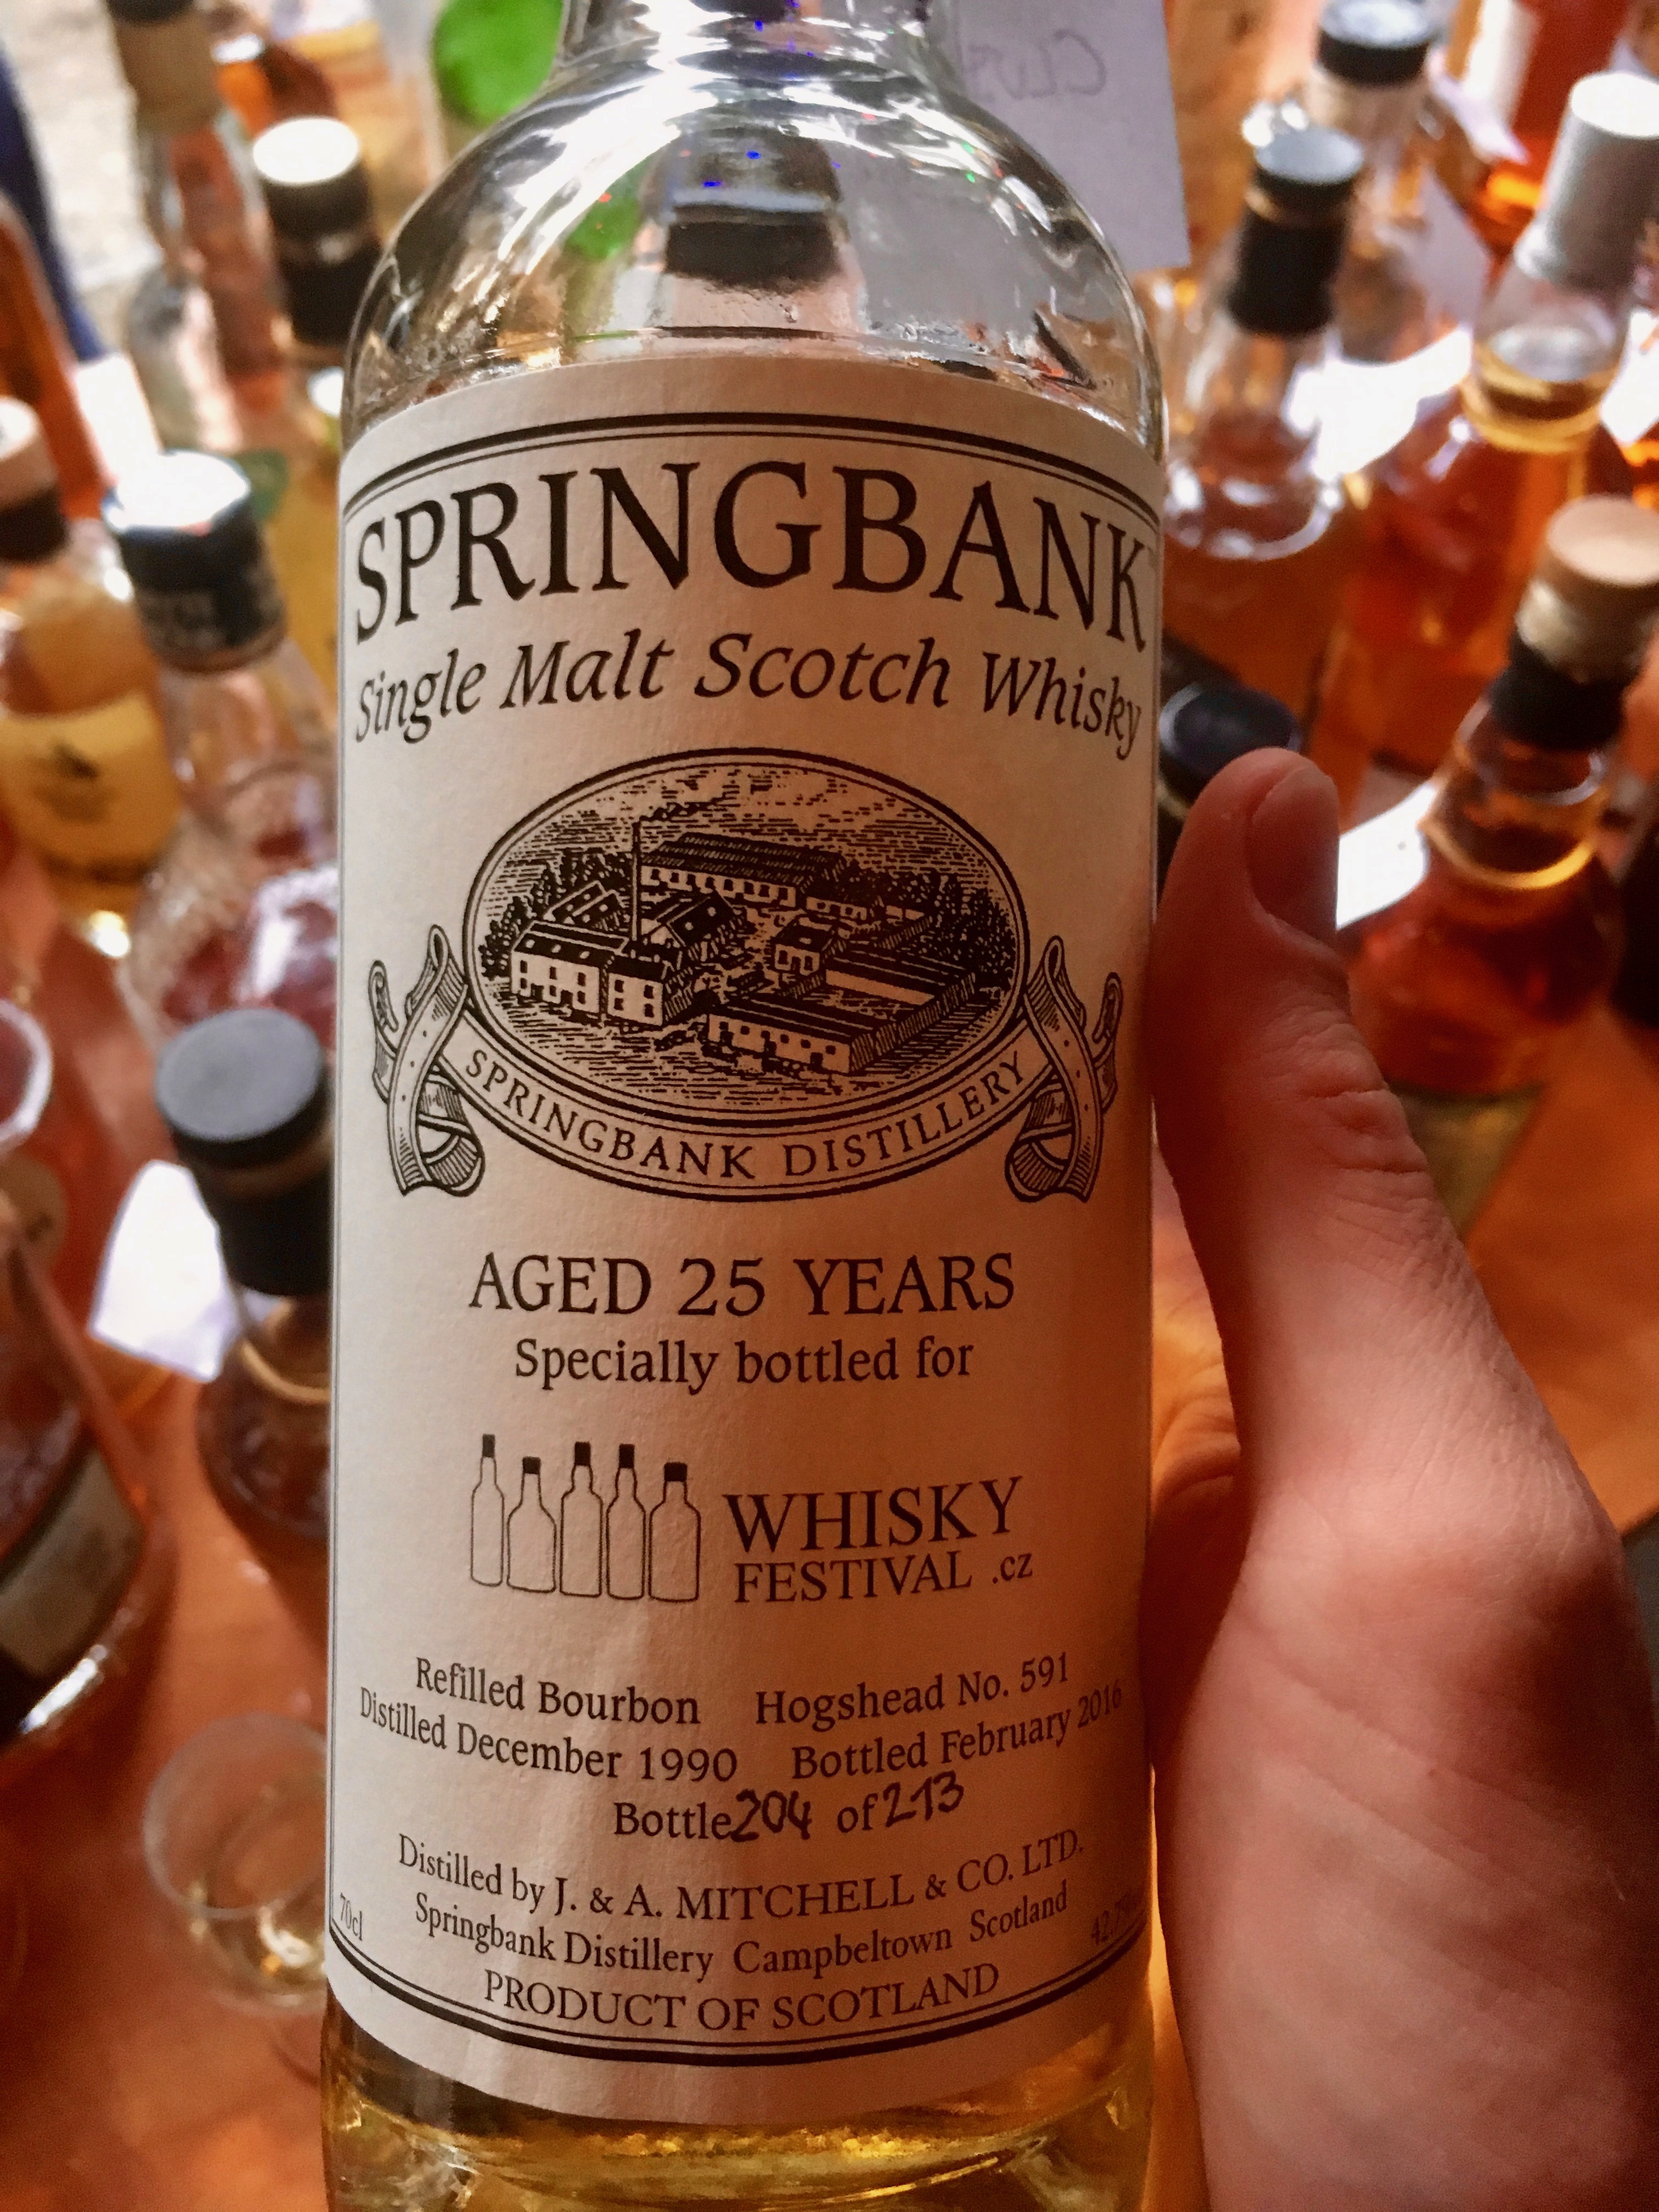 SPRINGBANK
Single Malt Scotch Whisky
SPRINGBANK DISTILLERY
AGED 25 YEARS
Specially bottled for
WHISKY
FESTIVAL .cz
Refilled Bourbon Hogshead No. 591
Distilled December 1990 Bottled February 2016
Bottle 204 of 213
Distilled by J. & A. MITCHELL & CO. LTD.
70cl Springbank Distillery Campbeltown Scotland
PRODUCT OF SCOTLAND